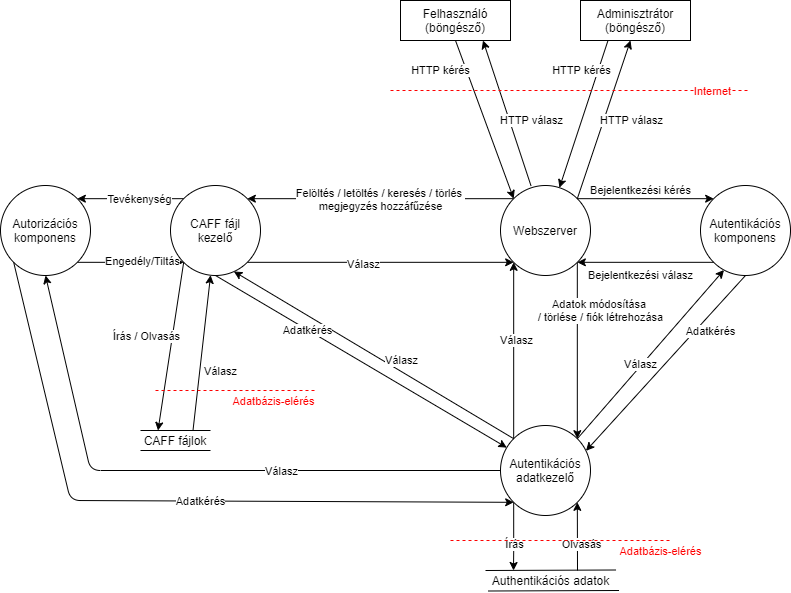 Felhasználó
(böngésző)
Adminisztrátor
(böngésző)
HTTP kérés
HTTP kérés
Internet
HTTP válasz
HTTP válasz
Tevékenység
Felöltés / letöltés / keresés / törlés
megjegyzés hozzáfűzése
Bejelentkezési kérés
Autorizációs
komponens
CAFF fájl
kezelő
Webszerver
Autentikációs
komponens
Engedély/Tiltás
Válasz
Bejelentkezési válasz
Adatok módosítása
/ törlése / fiók létrehozása
Írás / Olvasás
Adatkérés
Válasz
Adatkérés
Válasz
Válasz
Válasz
Adatbázis-elérés
CAFF fájlok
Autentikációs
adatkezelő
Válasz
Adatkérés
Írás
Olvasás
Adatbázis-elérés
Authentikációs adatok